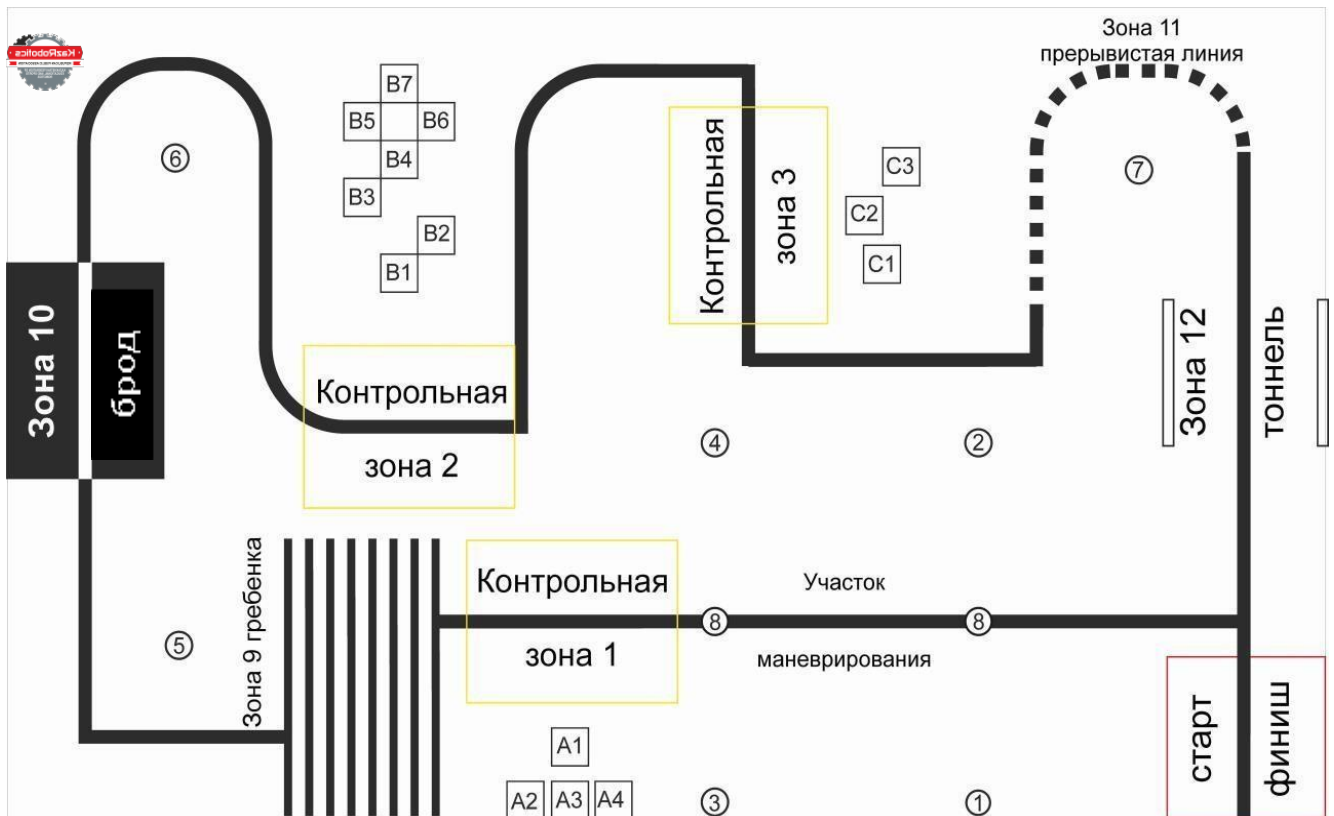 Зона 11
прерывистая линия
KazRobotics
B7
B5
B6
B4
B3
B2
B1
6
Контрольная
зона 3
C3
C2
C1
7
Зона 10
брод
Контрольная
зона 2
4
2
Зона 12
тоннель
Зона 9 гребенка
5
Контрольная
зона 1
8
8
Участок
маневрирования
A1
A2
A3
A4
3
1
старт
финиш